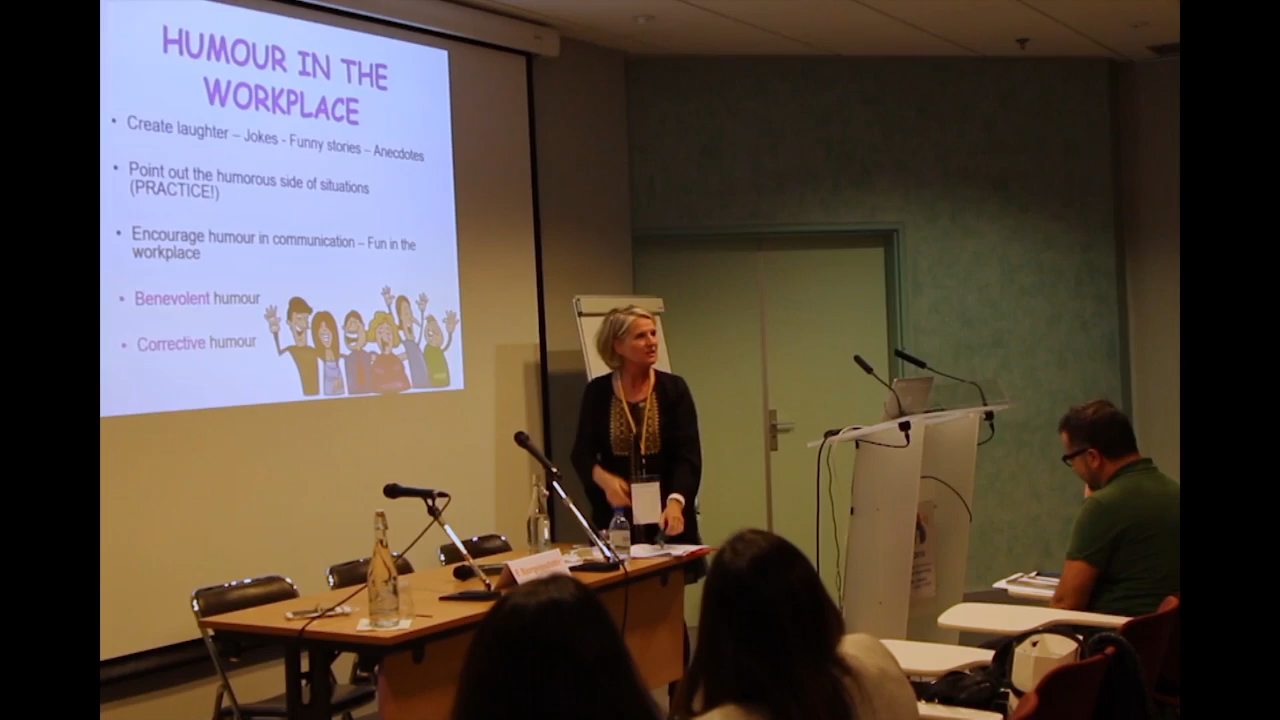 HUMOUR IN THE
WORKPLACE
• Create laughter – Jokes - Funny stories – Anecdotes
• Point out the humorous side of situations
(PRACTICE!)
• Encourage humour in communication – Fun in the
workplace
• Benevolent humour
• Corrective humour